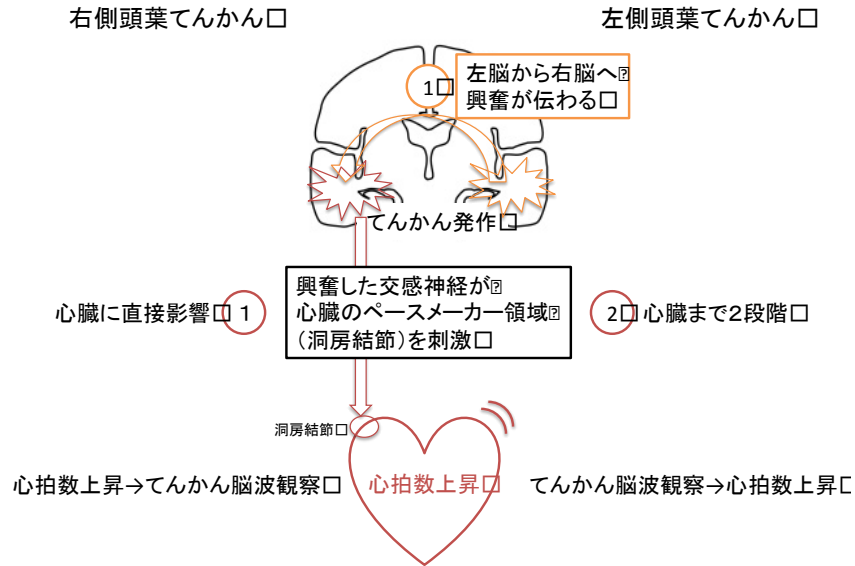 右側頭葉てんかん
左側頭葉てんかん
1
左脳から右脳へ
興奮が伝わる
てんかん発作
心臓に直接影響
1
興奮した交感神経が
心臓のペースメーカー領域
（洞房結節）を刺激
2
心臓まで２段階
洞房結節
心拍数上昇→てんかん脳波観察
心拍数上昇
てんかん脳波観察→心拍数上昇